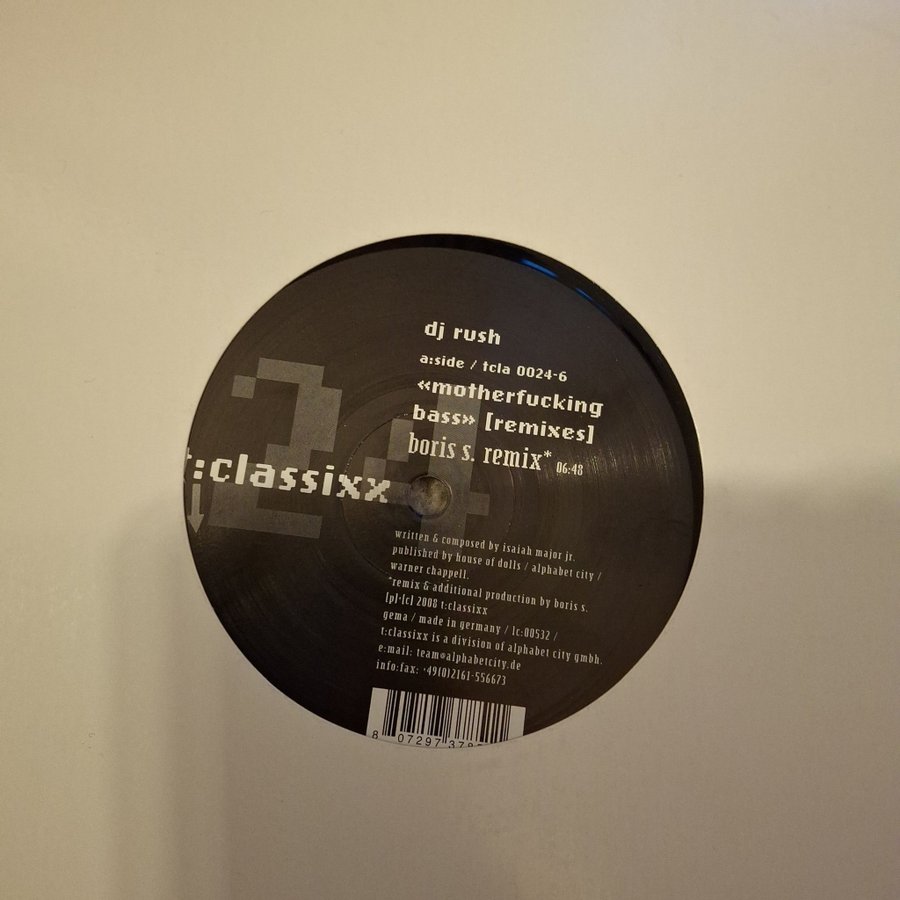 dj rush
a:side / tcla 0024-6
«motherfucking
bass» [remixes]
boris s. remix* 06:48
24
t:classixx
written & composed by isaiah major jr.
published by house of dolls / alphabet city /
warner chappell.
*remix & additional production by boris s.
[p]+[c] 2008 t:classixx
gema / made in germany / lc:00532 /
t:classixx is a division of alphabet city gmbh.
e:mail: team@alphabetcity.de
info:fax: +49(0)2161-556673
8 07297 378